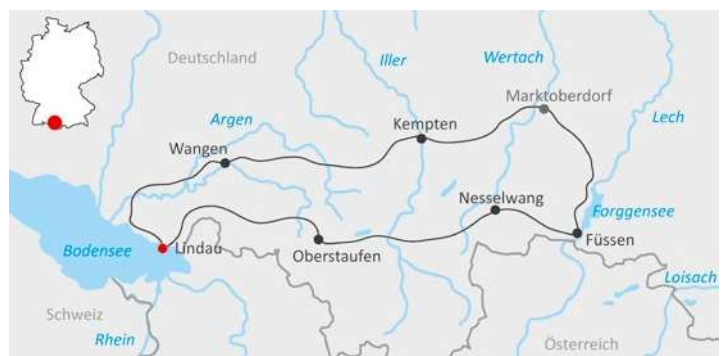 Deutschland
Iller
Wertach
Marktoberdorf
Lech
Argen
Kempten
Wangen
Nesselwang
Forggensee
Füssen
Bodensee
Lindau
Oberstaufen
Loisach
Schweiz
Rhein
Österreich